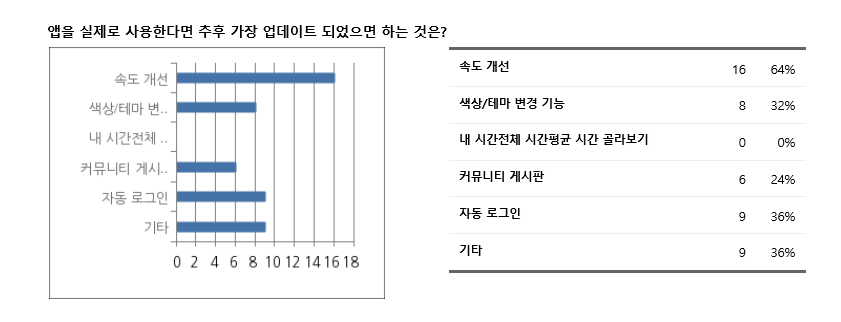 앱을 실제로 사용한다면 추후 가장 업데이트 되었으면 하는 것은?
속도 개선
색상/테마 변..
내 시간전체 ..
커뮤니티 게시..
자동 로그인
기타
0 2 4 6 8 10 12 14 16 18
속도 개선 16 64%
색상/테마 변경 기능 8 32%
내 시간전체 시간평균 시간 골라보기 0 0%
커뮤니티 게시판 6 24%
자동 로그인 9 36%
기타 9 36%